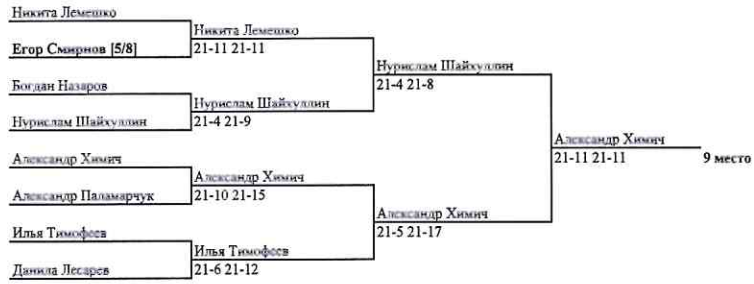 Никита Лемешко
Никита Лемешко
Егор Смирнов [5/8]
21-11 21-11
Нурислам Шайхуллин
Богдан Назаров
21-4 21-8
Нурислам Шайхуллин
Нурислам Шайхуллин
21-4 21-9
Александр Химич
21-11 21-11
9 место
Александр Химич
Александр Химич
Александр Паламарчук
21-10 21-15
Александр Химич
21-5 21-17
Илья Тимофеев
Илья Тимофеев
Данила Лесарев
21-6 21-12